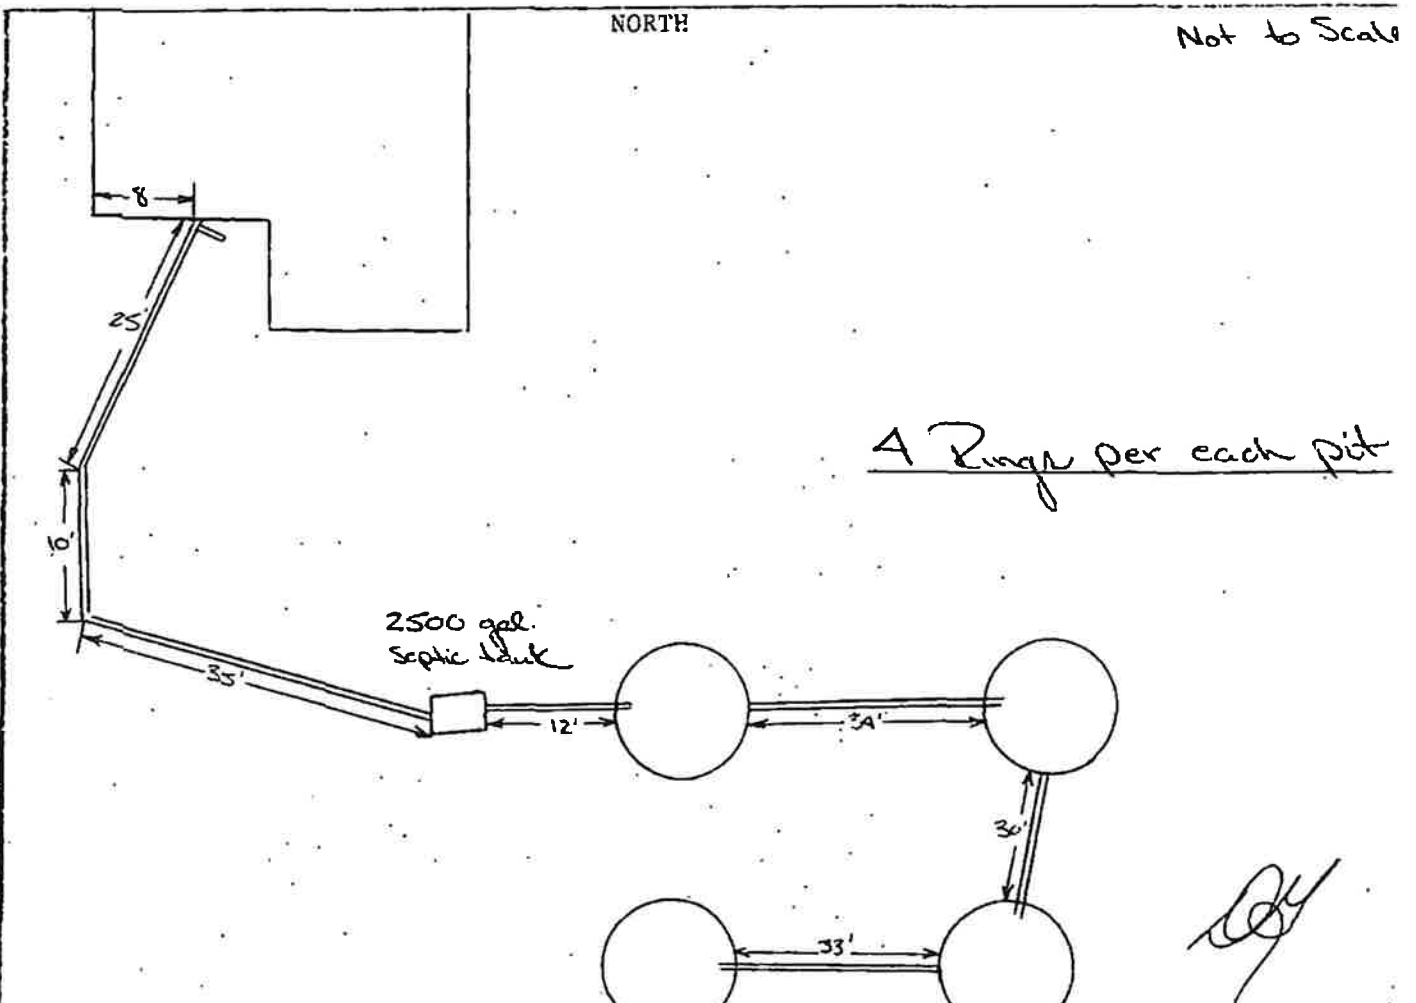 NORTH
Not to Scale
8
25'
4 Rings per each pit
10'
2500 gal.
Septic tank
35'
12'
34'
30'
33'